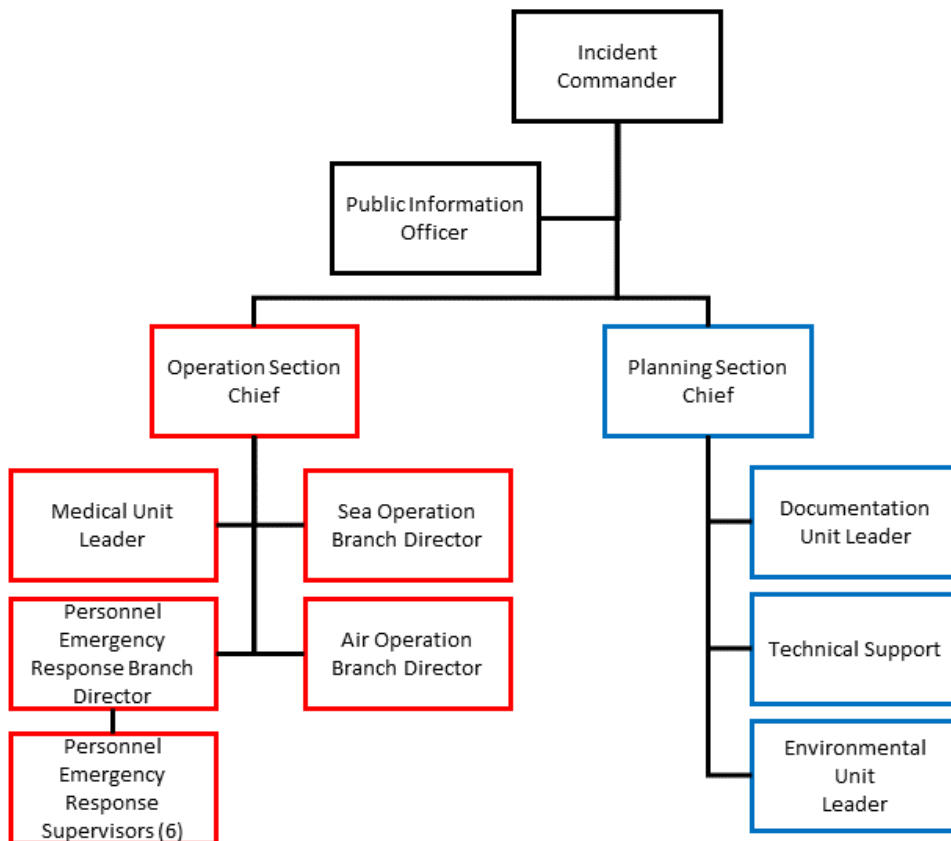 Incident
Commander
Public Information
Officer
Operation Section
Chief
Planning Section
Chief
Medical Unit
Leader
Sea Operation
Branch Director
Documentation
Unit Leader
Personnel
Emergency
Response Branch
Director
Air Operation
Branch Director
Technical Support
Personnel
Emergency
Response
Supervisors (6)
Environmental
Unit
Leader